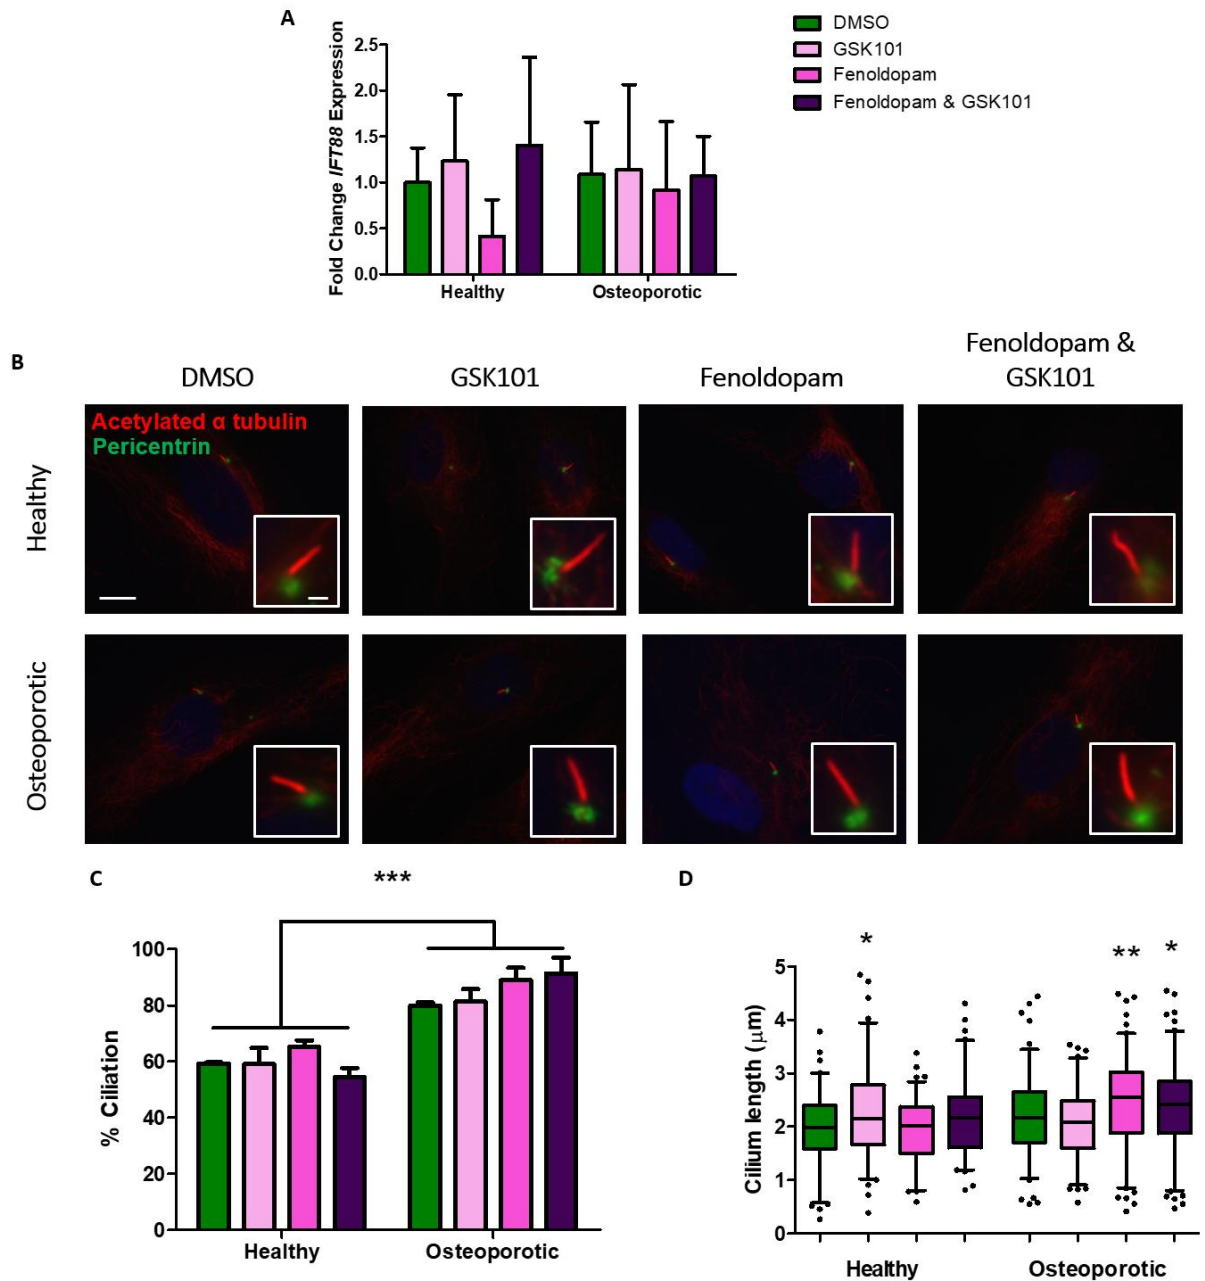 A
DMSO
GSK101
Fenoldopam
Fenoldopam & GSK101
Fold Change IFT88 Expression
2.5
2.0
1.5
1.0
0.5
0.0
Healthy
Osteoporotic
B
DMSO
GSK101
Fenoldopam
Fenoldopam &
GSK101
Healthy
Acetylated α tubulin
Pericentrin
Osteoporotic
C
***
% Ciliation
100
80
60
40
20
0
Healthy
Osteoporotic
D
*
**
*
Cilium length (μm)
5
4
3
2
1
0
Healthy
Osteoporotic